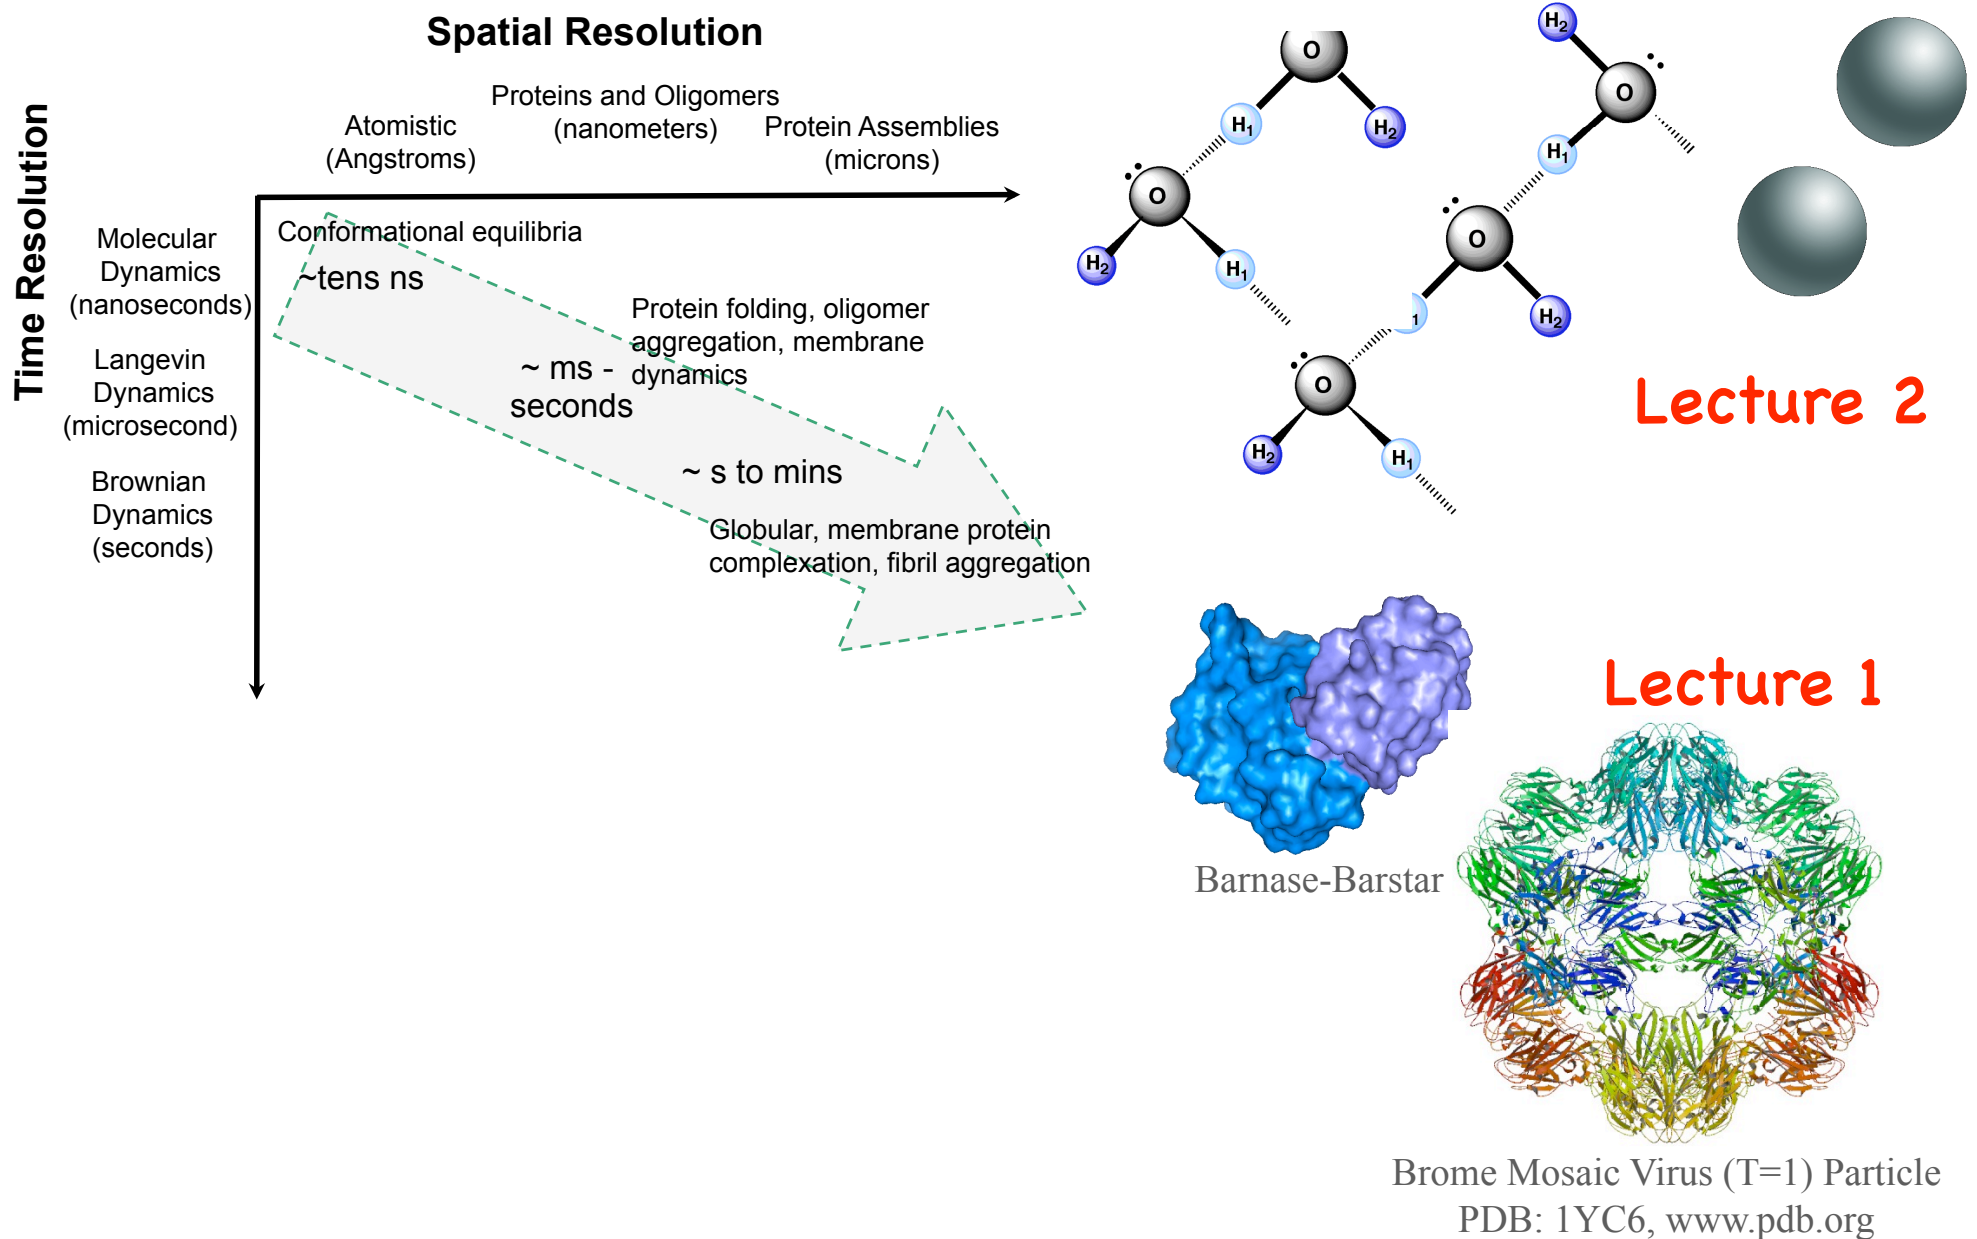 Spatial Resolution
Time Resolution
Atomistic
(Angstroms)
Proteins and Oligomers
(nanometers)
Protein Assemblies
(microns)
Molecular
Dynamics
(nanoseconds)
Langevin
Dynamics
(microsecond)
Brownian
Dynamics
(seconds)
Conformational equilibria
~tens ns
Protein folding, oligomer
aggregation, membrane
dynamics
~ ms -
seconds
~ s to mins
Globular, membrane protein
complexation, fibril aggregation
O
H₁
H₂
O
H₂
H₁
H₂
O
H₁
O
1
H₂
O
H₂
H₁
Lecture 2
Lecture 1
Barnase-Barstar
Brome Mosaic Virus (T=1) Particle
PDB: 1YC6, www.pdb.org